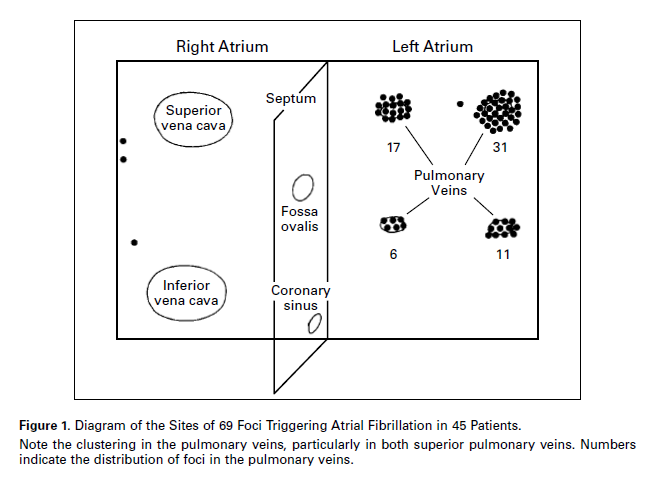 Right Atrium
Left Atrium
Septum
Superior
vena cava
17
31
Pulmonary
Veins
Fossa
ovalis
6
11
Inferior
vena cava
Coronary
sinus
Figure 1. Diagram of the Sites of 69 Foci Triggering Atrial Fibrillation in 45 Patients.
Note the clustering in the pulmonary veins, particularly in both superior pulmonary veins. Numbers
indicate the distribution of foci in the pulmonary veins.